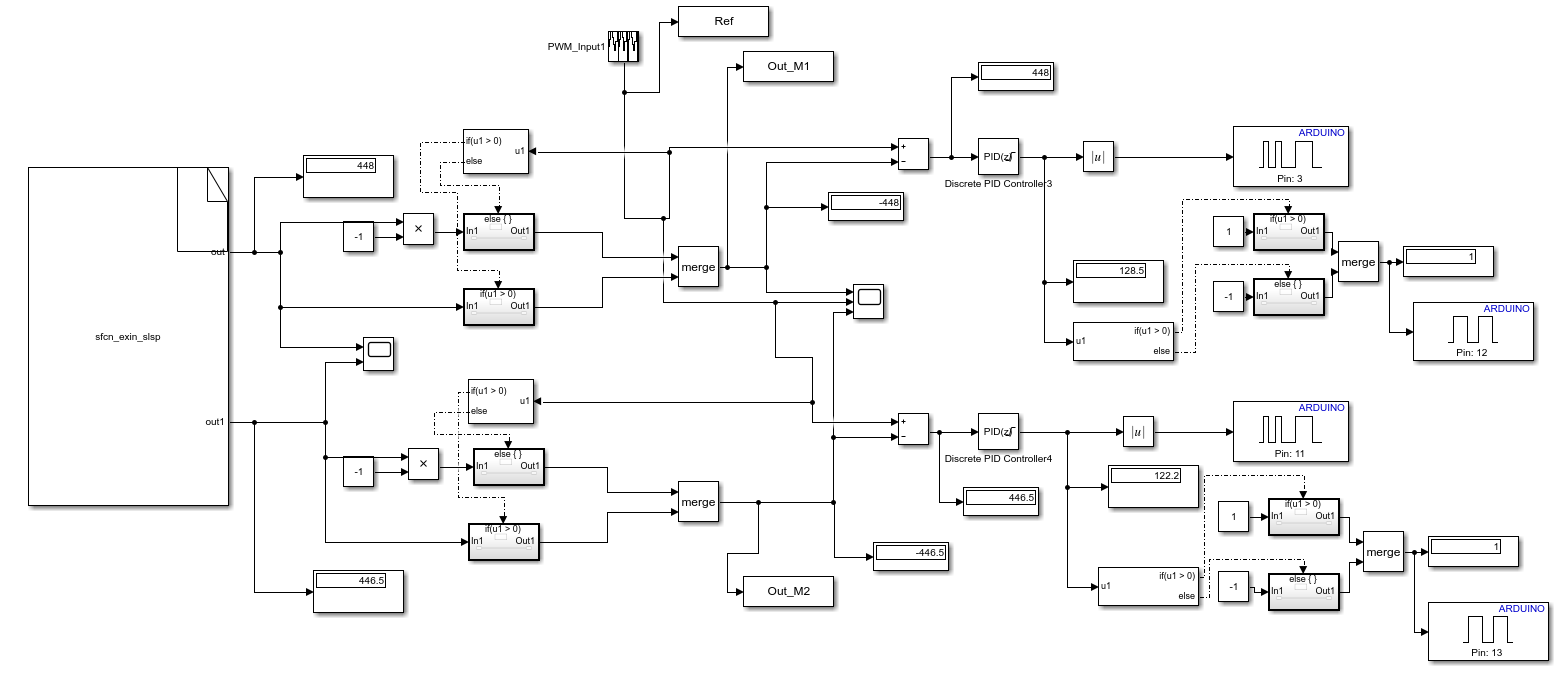 Ref
PWM_Input1
Out_M1
448
if(u1 > 0)
else
u1
+
−
PID(z)
Discrete PID Controller3
|u|
ARDUINO
Pin: 3
448
-448
out
-1
×
else { }
In1
Out1
merge
if(u1 > 0)
In1
Out1
1
if(u1 > 0)
In1
Out1
merge
1
128.5
-1
else { }
In1
Out1
u1
if(u1 > 0)
else
ARDUINO
Pin: 12
sfcn_exin_slsp
out1
if(u1 > 0)
else
u1
+
−
PID(z)
Discrete PID Controller4
|u|
ARDUINO
Pin: 11
-1
×
else { }
In1
Out1
merge
if(u1 > 0)
In1
Out1
122.2
446.5
1
if(u1 > 0)
In1
Out1
merge
1
-446.5
u1
if(u1 > 0)
else
-1
else { }
In1
Out1
446.5
Out_M2
ARDUINO
Pin: 13